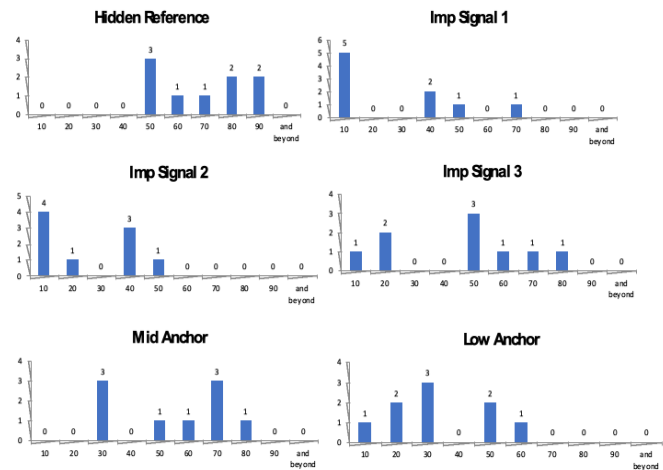 Hidden Reference
4
3
2
1
0
0 0 0 0 3 1 1 2 2 0
10 20 30 40 50 60 70 80 90 and
beyond
Imp Signal 1
6
5
4
3
2
1
0
5 0 0 2 1 0 1 0 0 0
10 20 30 40 50 60 70 80 90 and
beyond
Imp Signal 2
5
4
3
2
1
0
4 1 0 3 1 0 0 0 0 0
10 20 30 40 50 60 70 80 90 and
beyond
Imp Signal 3
4
3
2
1
0
1 2 0 0 3 1 1 1 0 0
10 20 30 40 50 60 70 80 90 and
beyond
Mid Anchor
4
3
2
1
0
0 0 3 0 1 1 3 1 0 0
10 20 30 40 50 60 70 80 90 and
beyond
Low Anchor
4
3
2
1
0
1 2 3 0 2 1 0 0 0 0
10 20 30 40 50 60 70 80 90 and
beyond